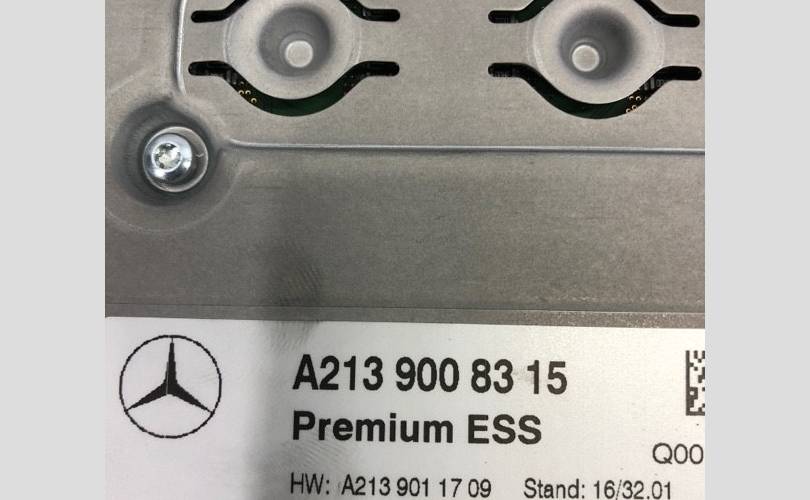 A213 900 83 15
Premium ESS
Q00
HW: A213 901 17 09 Stand: 16/32.01